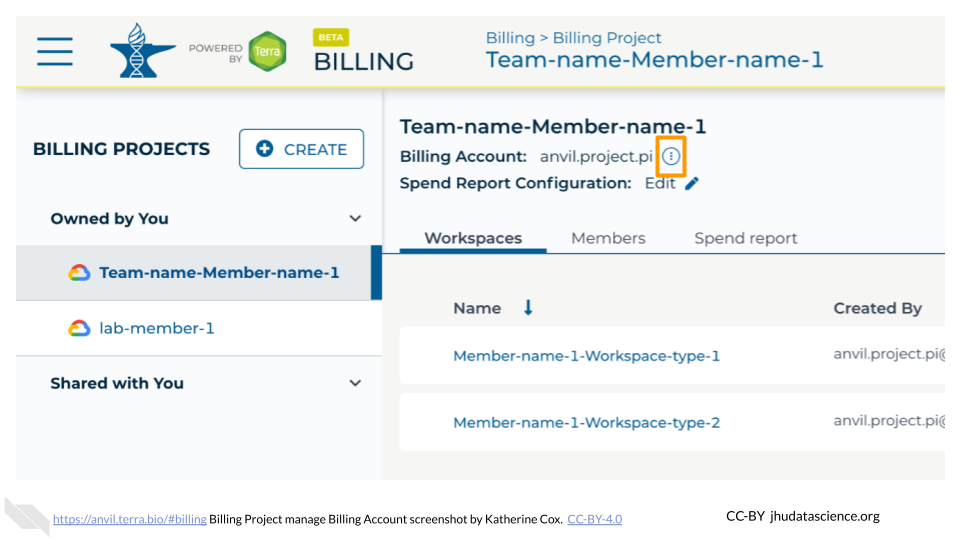 POWERED BY
Terra
BETA
BILLING
Billing > Billing Project
Team-name-Member-name-1
BILLING PROJECTS
CREATE
Owned by You
Team-name-Member-name-1
lab-member-1
Shared with You
Team-name-Member-name-1
Billing Account: anvil.project.pi
Spend Report Configuration: Edit
Workspaces Members Spend report
Name Created By
Member-name-1-Workspace-type-1 anvil.project.pi@
Member-name-1-Workspace-type-2 anvil.project.pi@
https://anvil.terra.bio/#billing Billing Project manage Billing Account screenshot by Katherine Cox. CC-BY-4.0
CC-BY jhudatascience.org